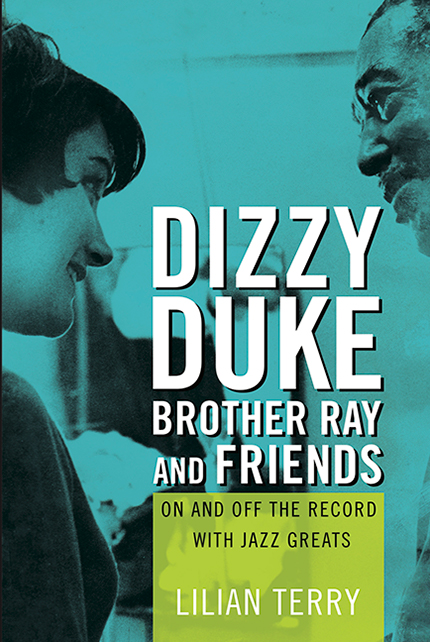 DIZZY
DUKE
BROTHER RAY
AND FRIENDS
ON AND OFF THE RECORD
WITH JAZZ GREATS
LILIAN TERRY